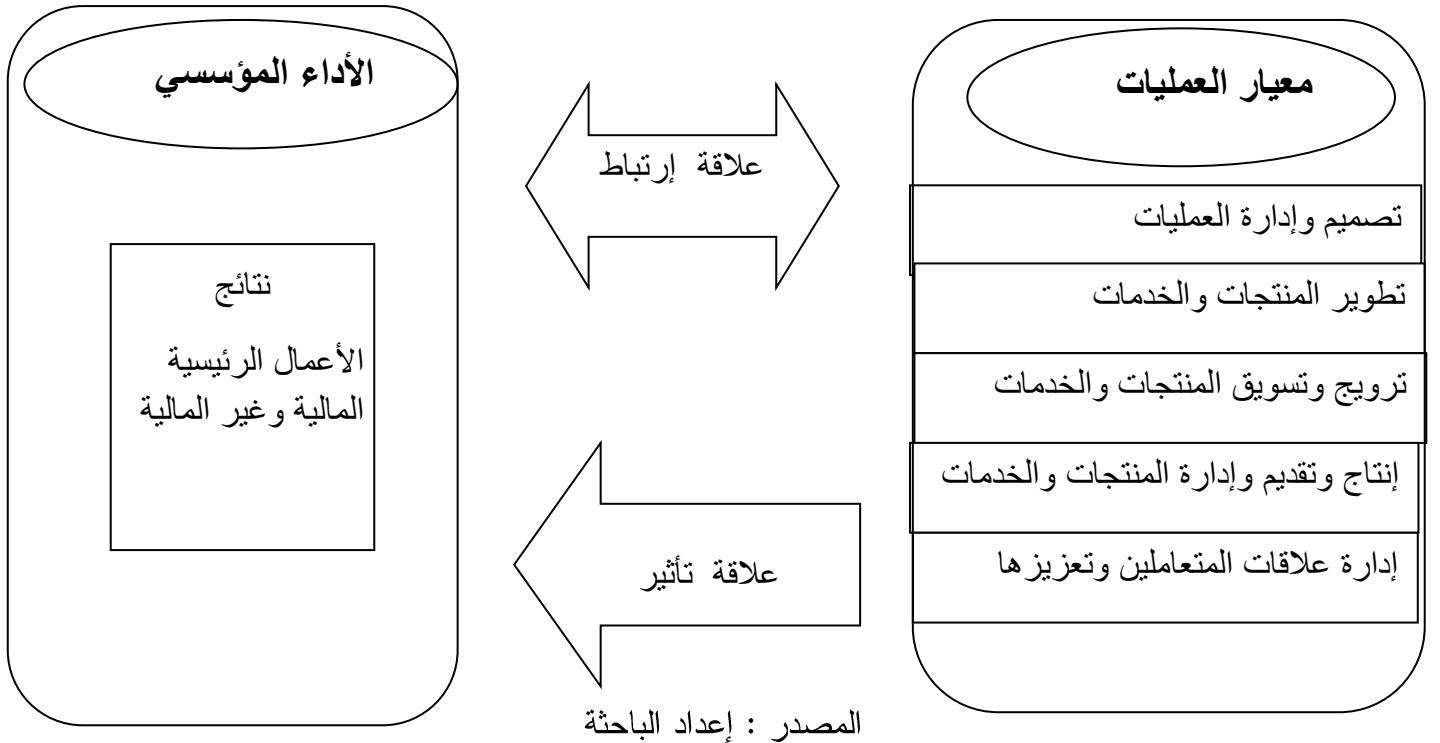 معيار العمليات
تصميم وإدارة العمليات
تطوير المنتجات والخدمات
ترويج وتسويق المنتجات والخدمات
إنتاج وتقديم وإدارة المنتجات والخدمات
إدارة علاقات المتعاملين وتعزيزها
علاقة إرتباط
علاقة تأثير
الأداء المؤسسي
نتائج
الأعمال الرئيسية
المالية وغير المالية
المصدر : إعداد الباحثة